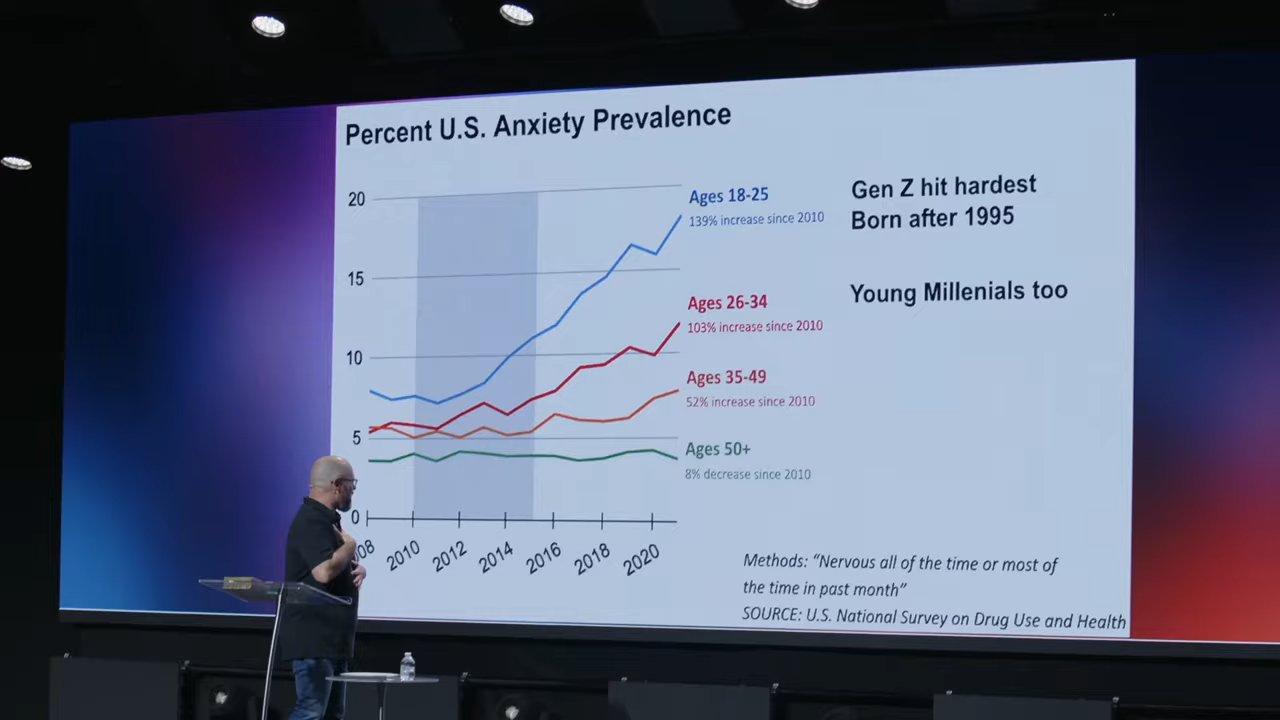 Percent U.S. Anxiety Prevalence
20
15
10
5
0
08
2010
2012
2014
2016
2018
2020
Ages 18-25
139% increase since 2010
Ages 26-34
103% increase since 2010
Ages 35-49
52% increase since 2010
Ages 50+
8% decrease since 2010
Gen Z hit hardest
Born after 1995
Young Millenials too
Methods: “Nervous all of the time or most of
the time in past month”
SOURCE: U.S. National Survey on Drug Use and Health